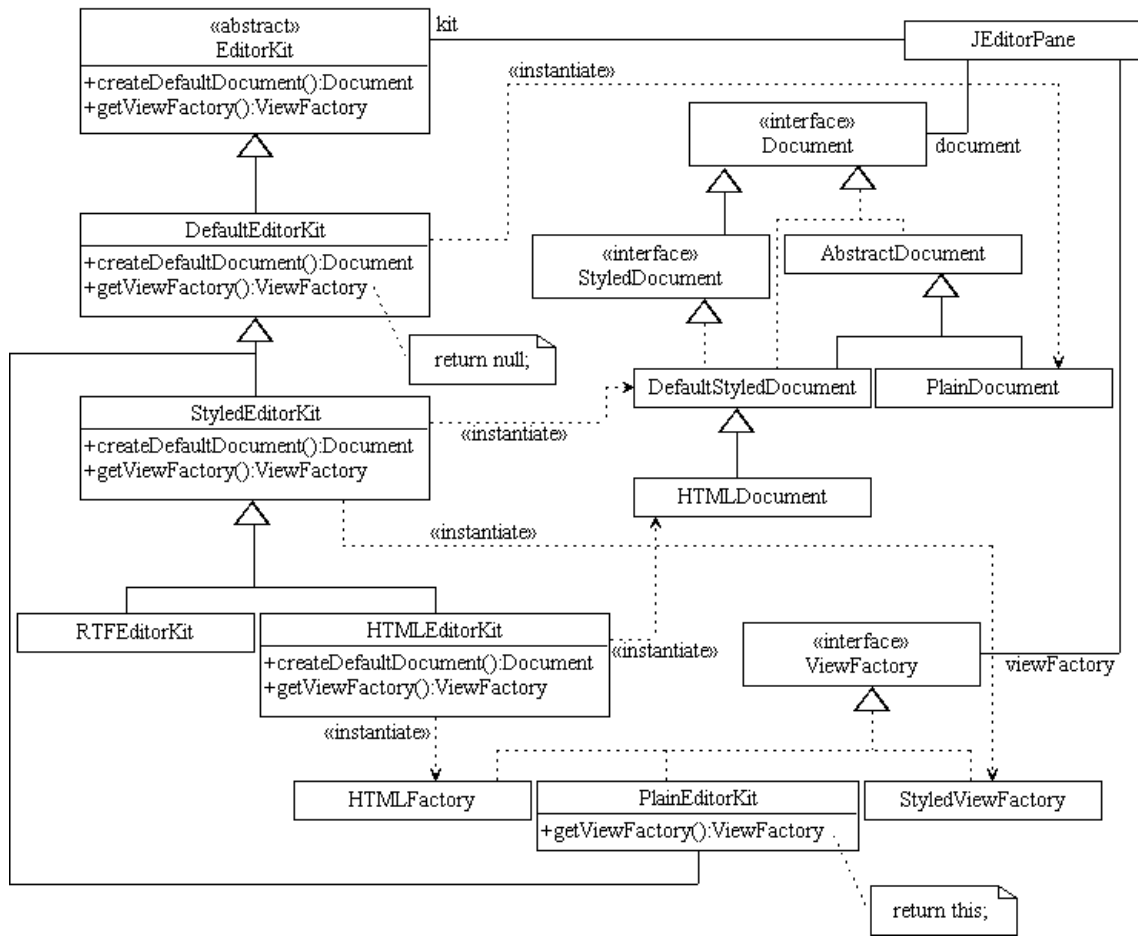 «abstract»
EditorKit
+createDefaultDocument():Document
+getViewFactory():ViewFactory
kit
JEditorPane
«instantiate»
«interface»
Document
document
DefaultEditorKit
+createDefaultDocument():Document
+getViewFactory():ViewFactory
«interface»
StyledDocument
AbstractDocument
return null;
DefaultStyledDocument
PlainDocument
StyledEditorKit
+createDefaultDocument():Document
+getViewFactory():ViewFactory
«instantiate»
HTMLDocument
«instantiate»
RTFEditorKit
HTMLEditorKit
+createDefaultDocument():Document
+getViewFactory():ViewFactory
«instantiate»
«interface»
ViewFactory
viewFactory
«instantiate»
HTMLFactory
PlainEditorKit
+getViewFactory():ViewFactory
StyledViewFactory
return this;